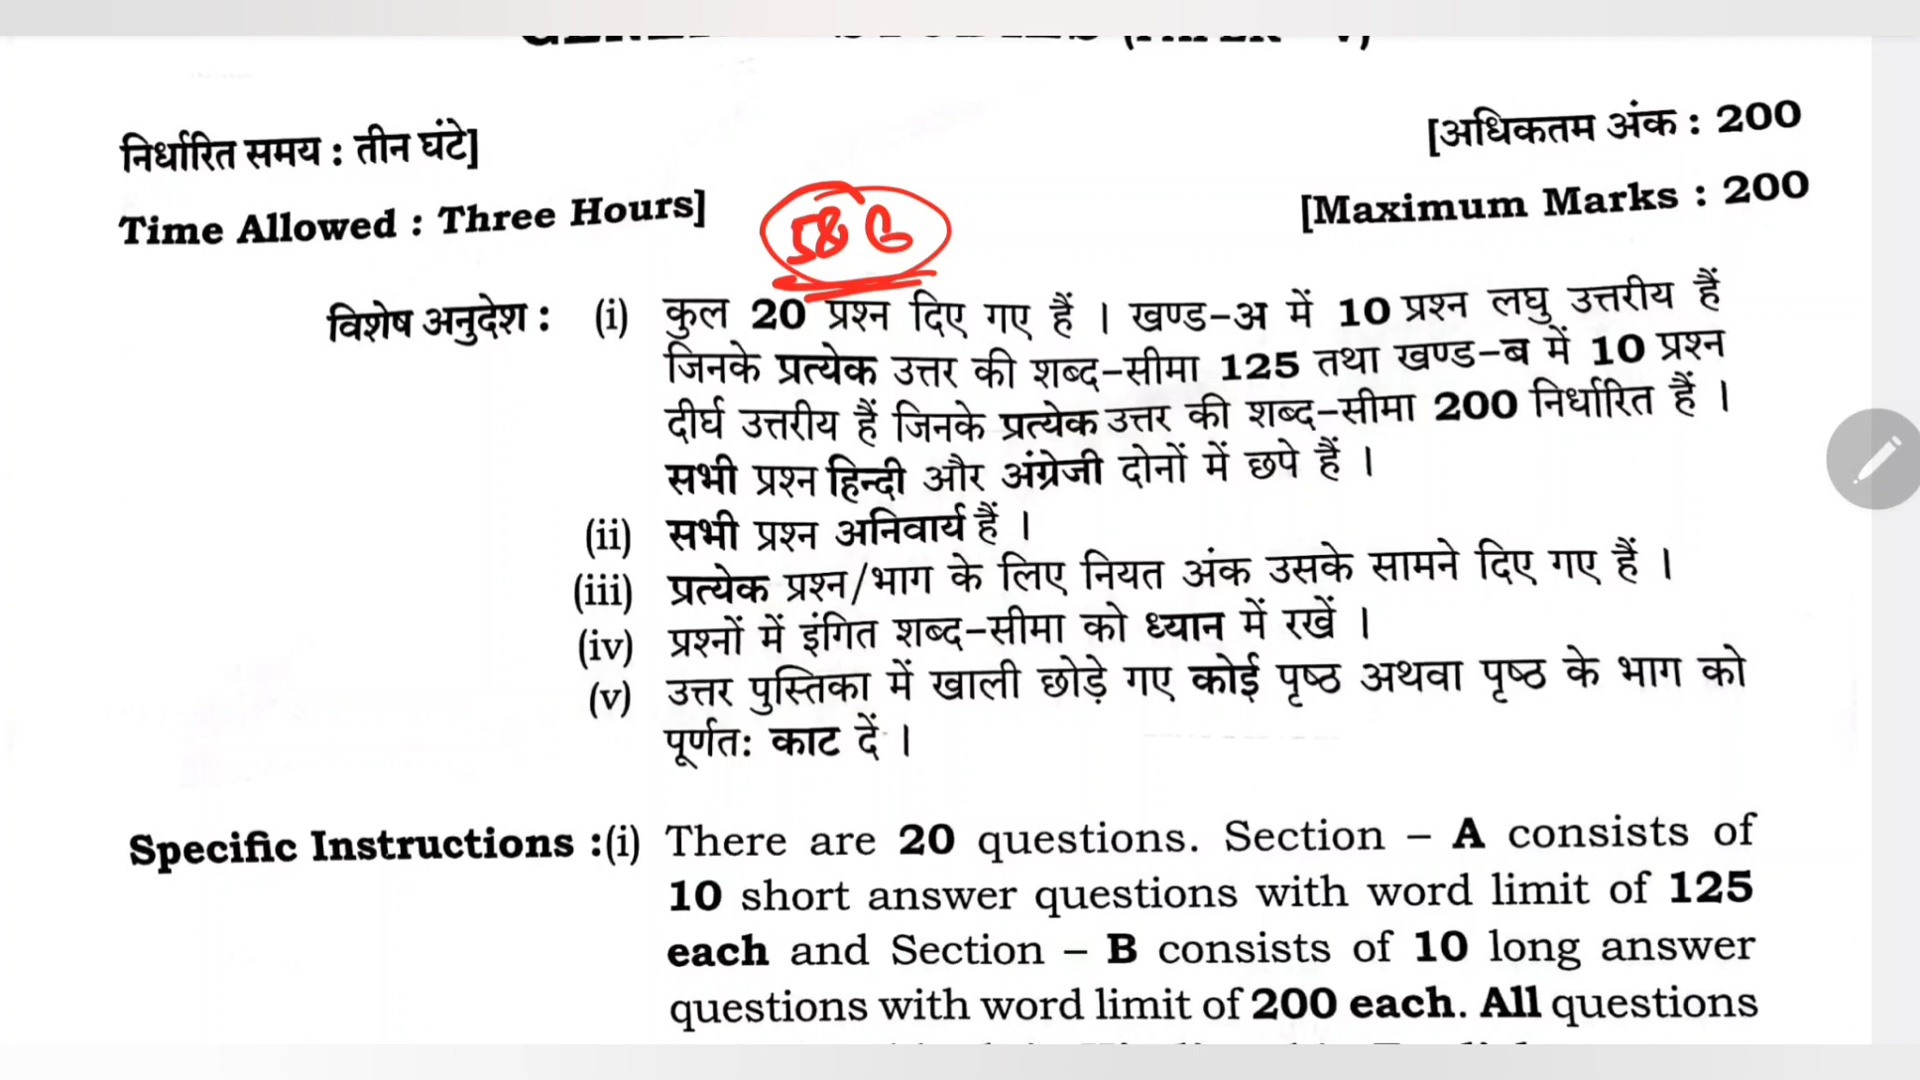 निर्धारित समय : तीन घंटे]
[अधिकतम अंक : 200
Time Allowed : Three Hours]
[Maximum Marks : 200
विशेष अनुदेश : (i) कुल 20 प्रश्न दिए गए हैं । खण्ड-अ में 10 प्रश्न लघु उत्तरीय हैं
जिनके प्रत्येक उत्तर की शब्द-सीमा 125 तथा खण्ड-ब में 10 प्रश्न
दीर्घ उत्तरीय हैं जिनके प्रत्येक उत्तर की शब्द-सीमा 200 निर्धारित हैं ।
सभी प्रश्न हिन्दी और अंग्रेजी दोनों में छपे हैं ।
(ii) सभी प्रश्न अनिवार्य हैं ।
(iii) प्रत्येक प्रश्न/भाग के लिए नियत अंक उसके सामने दिए गए हैं ।
(iv) प्रश्नों में इंगित शब्द-सीमा को ध्यान में रखें ।
(v) उत्तर पुस्तिका में खाली छोड़े गए कोई पृष्ठ अथवा पृष्ठ के भाग को
पूर्णतः काट दें ।
Specific Instructions :(i) There are 20 questions. Section – A consists of
10 short answer questions with word limit of 125
each and Section – B consists of 10 long answer
questions with word limit of 200 each. All questions